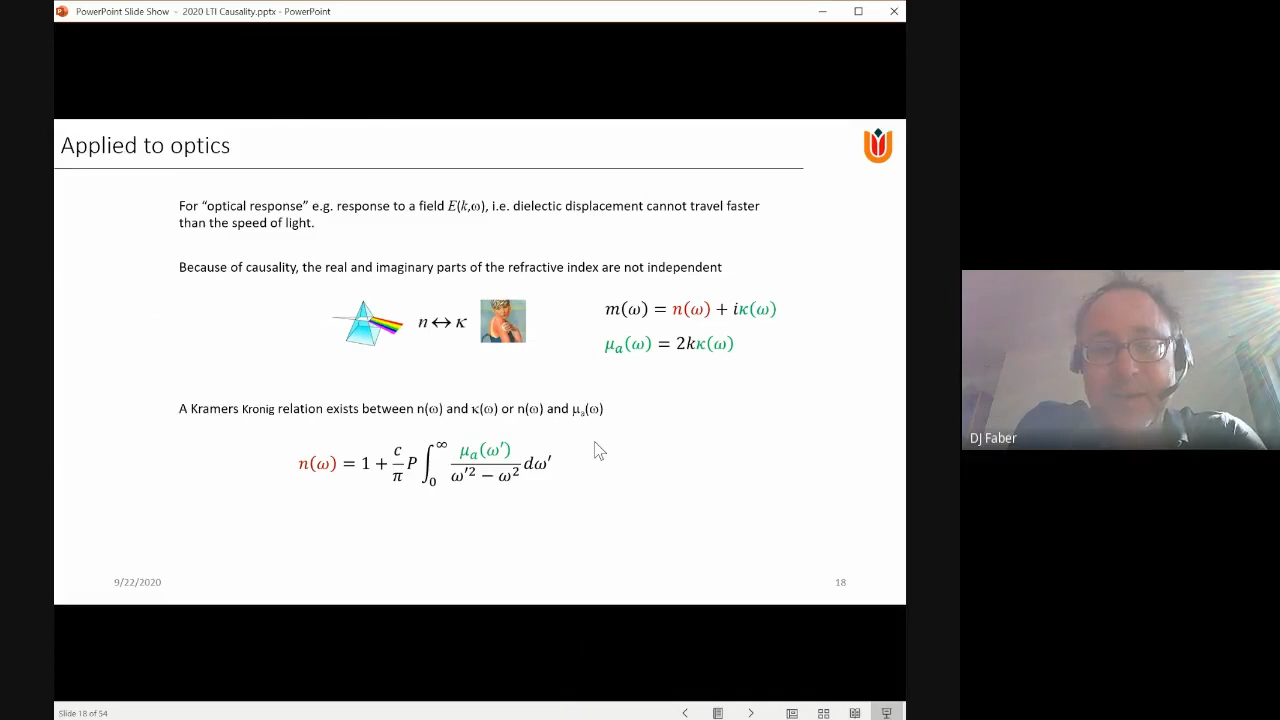 PowerPoint Slide Show - 2020 LTI Causality.pptx - PowerPoint
Applied to optics
For “optical response” e.g. response to a field E(k,ω), i.e. dielectic displacement cannot travel faster
than the speed of light.
Because of causality, the real and imaginary parts of the refractive index are not independent
n ↔ κ
m(ω) = n(ω) + iκ(ω)
μₐ(ω) = 2kκ(ω)
A Kramers Kronig relation exists between n(ω) and κ(ω) or n(ω) and μₐ(ω)
n(ω) = 1 + c/π P ∫₀^∞ μₐ(ω′)/(ω′² − ω²) dω′
9/22/2020
18
DJ Faber
Slide 18 of 54